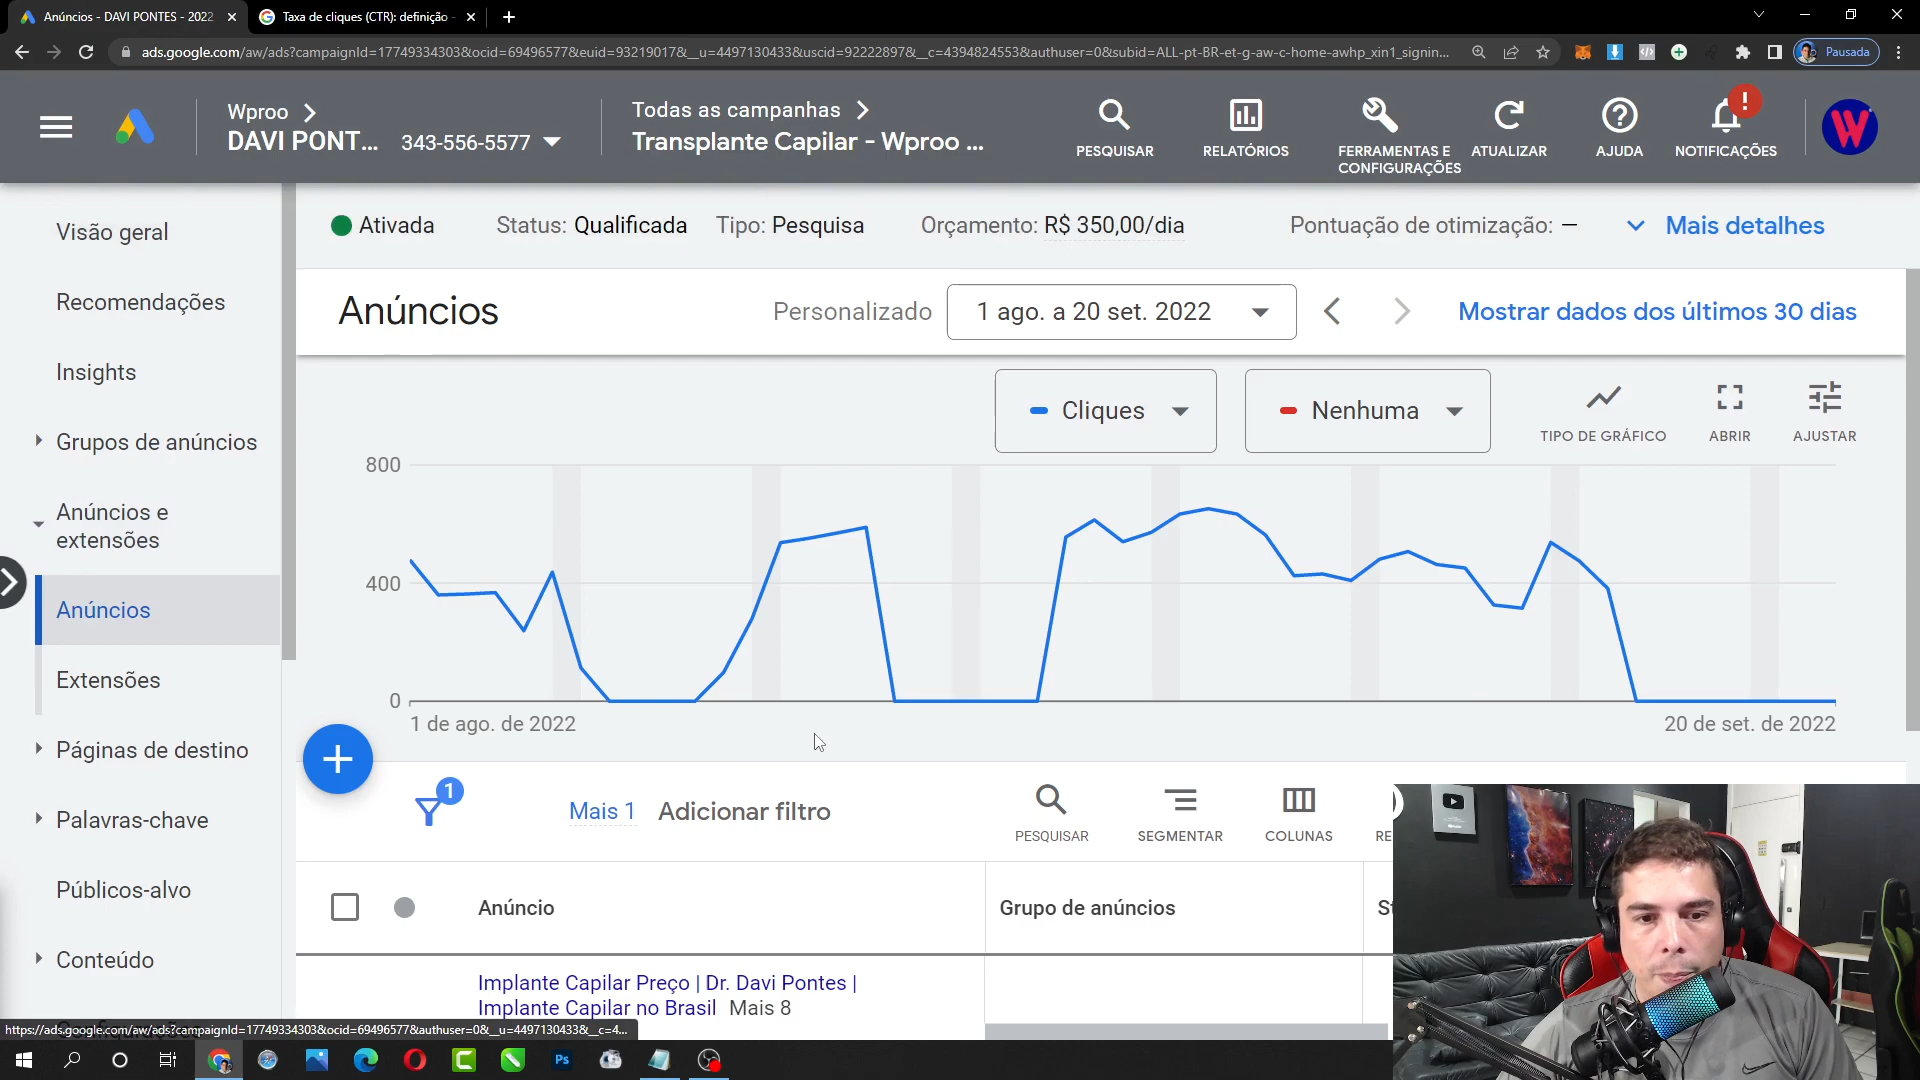 Anúncios - DAVI PONTES - 2022
Taxa de cliques (CTR): definição -
ads.google.com/aw/ads?campaignId=17749334303&ocid=69496577&euid=93219017&__u=4497130433&uscid=92222897&__c=4394824553&authuser=0&subid=ALL-pt-BR-et-g-aw-c-home-awhp_xin1_signin...
Pausada
Wproo
DAVI PONT...
343-556-5577
Todas as campanhas
Transplante Capilar - Wproo ...
PESQUISAR
RELATÓRIOS
FERRAMENTAS E
CONFIGURAÇÕES
ATUALIZAR
AJUDA
!
NOTIFICAÇÕES
W
Visão geral
Recomendações
Insights
Grupos de anúncios
Anúncios e
extensões
Anúncios
Extensões
Páginas de destino
Palavras-chave
Públicos-alvo
Conteúdo
Ativada
Status: Qualificada
Tipo: Pesquisa
Orçamento: R$ 350,00/dia
Pontuação de otimização: —
Mais detalhes
Anúncios
Personalizado
1 ago. a 20 set. 2022
Mostrar dados dos últimos 30 dias
Cliques
Nenhuma
TIPO DE GRÁFICO
ABRIR
AJUSTAR
800
400
0
1 de ago. de 2022
20 de set. de 2022
1
Mais 1
Adicionar filtro
PESQUISAR
SEGMENTAR
COLUNAS
RE
Anúncio
Grupo de anúncios
St
Implante Capilar Preço | Dr. Davi Pontes |
Implante Capilar no Brasil Mais 8
https://ads.google.com/aw/ads?campaignId=17749334303&ocid=69496577&authuser=0&__u=4497130433&__c=4...
Ps